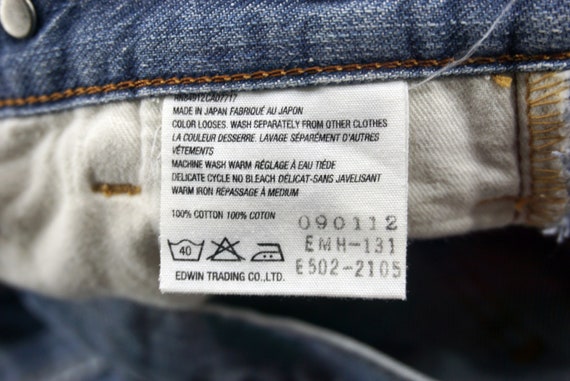 RN84912CA07717
MADE IN JAPAN FABRIQUÉ AU JAPON
COLOR LOOSES. WASH SEPARATELY FROM OTHER CLOTHES
LA COULEUR DESSERRE. LAVAGE SÉPARÉMENT D'AUTRES
VÊTEMENTS
MACHINE WASH WARM RÉGLAGE À EAU TIÈDE
DELICATE CYCLE NO BLEACH DÉLICAT-SANS JAVELISANT
WARM IRON RÉPASSAGE À MEDIUM
100% COTTON 100% COTON
090112
EMH-131
40
E502-2105
EDWIN TRADING CO.,LTD.